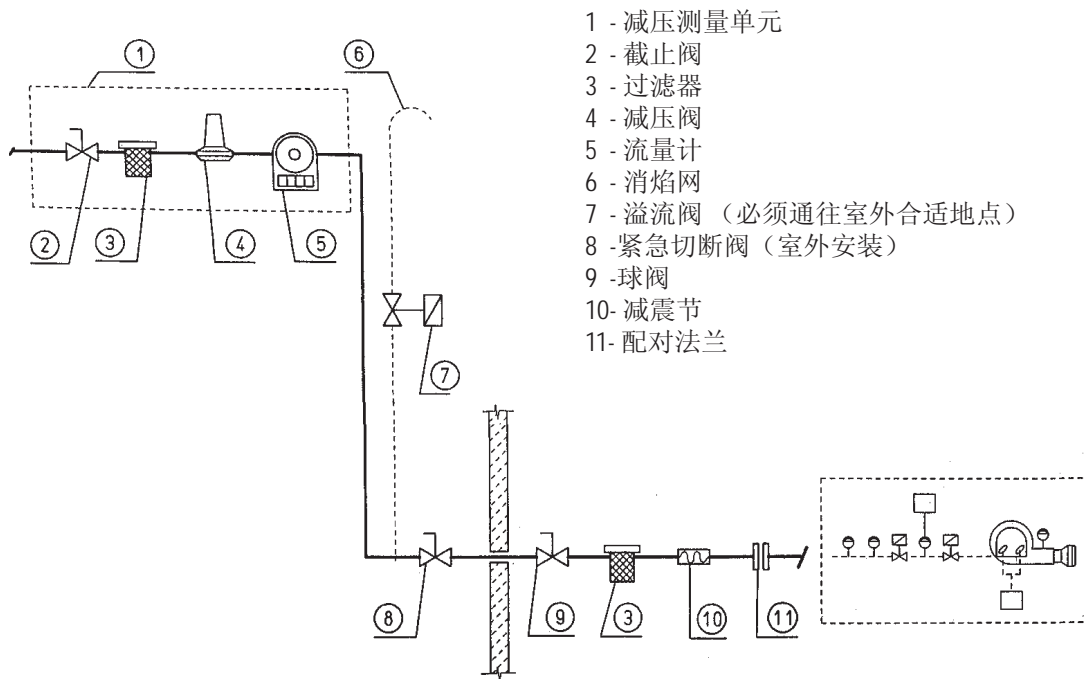 1 - 减压测量单元
2 - 截止阀
3 - 过滤器
4 - 减压阀
5 - 流量计
6 - 消焰网
7 - 溢流阀 （必须通往室外合适地点）
8 -紧急切断阀（室外安装）
9 -球阀
10- 减震节
11- 配对法兰
1
6
2
3
4
5
7
8
9
3
10
11